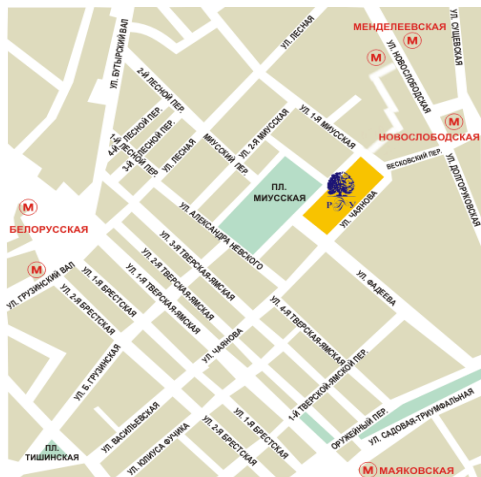 УЛ. ЛЕСНАЯ
МЕНДЕЛЕЕВСКАЯ
М
М
УЛ. СУЩЕВСКАЯ
УЛ. НОВОСЛОБОДСКАЯ
УЛ. БУТЫРСКИЙ ВАЛ
2-Й ЛЕСНОЙ ПЕР.
4-Й ЛЕСНОЙ ПЕР.
1-Й ЛЕСНОЙ ПЕР.
3-Й ЛЕСНОЙ ПЕР.
УЛ. ЛЕСНАЯ
МИУССКИЙ ПЕР.
УЛ. 2-Я МИУССКАЯ
УЛ. 1-Я МИУССКАЯ
М
НОВОСЛОБОДСКАЯ
ВЕСКОВСКИЙ ПЕР.
УЛ. ДОЛГОРУКОВСКАЯ
ПЛ.
МИУССКАЯ
Р У
УЛ. ЧАЯНОВА
М
БЕЛОРУССКАЯ
М
УЛ. АЛЕКСАНДРА НЕВСКОГО
УЛ. 3-Я ТВЕРСКАЯ-ЯМСКАЯ
УЛ. 2-Я ТВЕРСКАЯ-ЯМСКАЯ
УЛ. 1-Я ТВЕРСКАЯ-ЯМСКАЯ
УЛ. ГРУЗИНСКИЙ ВАЛ
УЛ. 1-Я БРЕСТСКАЯ
УЛ. 2-Я БРЕСТСКАЯ
УЛ. ФАДЕЕВА
УЛ. 4-Я ТВЕРСКАЯ-ЯМСКАЯ
УЛ. ЧАЯНОВА
УЛ. Б. ГРУЗИНСКАЯ
1-Й ТВЕРСКОЙ-ЯМСКОЙ ПЕР.
ОРУЖЕЙНЫЙ ПЕР.
УЛ. САДОВАЯ-ТРИУМФАЛЬНАЯ
УЛ. ВАСИЛЬЕВСКАЯ
УЛ. ЮЛИУСА ФУЧИКА
УЛ. 1-Я БРЕСТСКАЯ
УЛ. 2-Я БРЕСТСКАЯ
ПЛ.
ТИШИНСКАЯ
М МАЯКОВСКАЯ